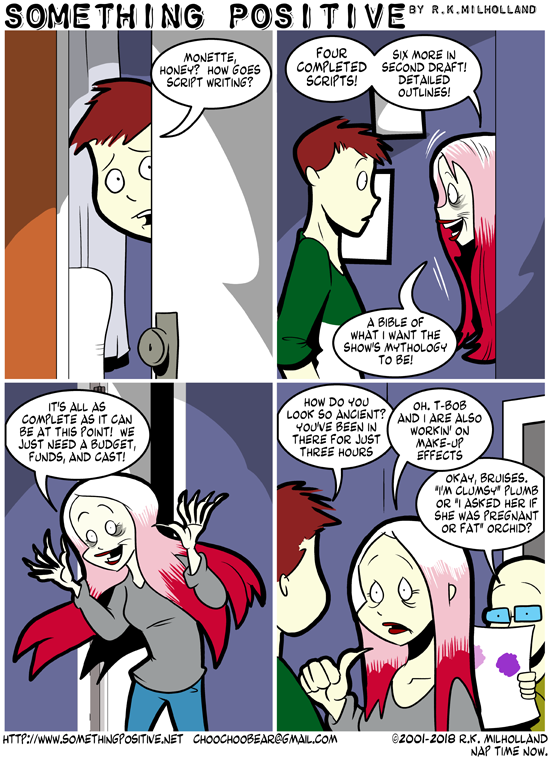 SOMETHING POSITIVE BY R.K.MILHOLLAND
MONETTE,
HONEY? HOW GOES
SCRIPT WRITING?
FOUR
COMPLETED
SCRIPTS!
SIX MORE IN
SECOND DRAFT!
DETAILED
OUTLINES!
A BIBLE OF
WHAT I WANT THE
SHOW'S MYTHOLOGY
TO BE!
IT'S ALL AS
COMPLETE AS IT CAN
BE AT THIS POINT! WE
JUST NEED A BUDGET,
FUNDS, AND CAST!
HOW DO YOU
LOOK SO ANCIENT?
YOU'VE BEEN IN
THERE FOR JUST
THREE HOURS
OH. T-BOB
AND I ARE ALSO
WORKIN' ON
MAKE-UP
EFFECTS
OKAY, BRUISES.
"I'M CLUMSY" PLUMB
OR "I ASKED HER IF
SHE WAS PREGNANT
OR FAT" ORCHID?
HTTP://WWW.SOMETHINGPOSITIVE.NET CHOOCHOOBEAR@GMAIL.COM ©2001-2018 R.K. MILHOLLAND
NAP TIME NOW.